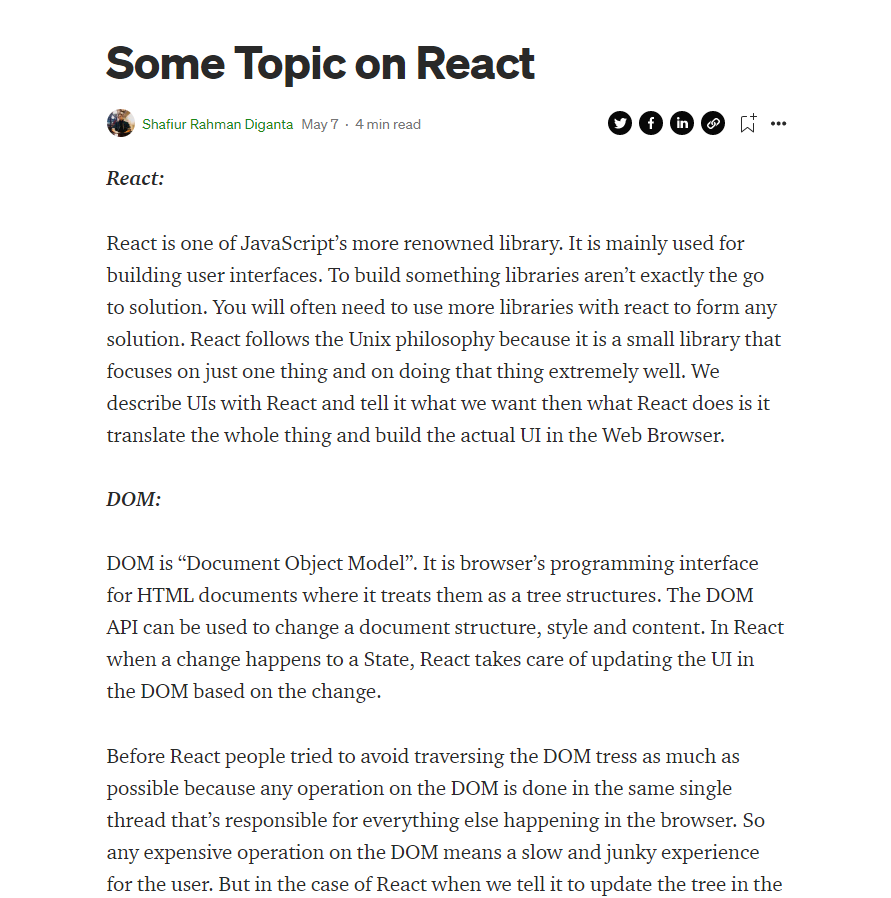 Some Topic on React
Shafiur Rahman Diganta May 7 · 4 min read
React:
React is one of JavaScript’s more renowned library. It is mainly used for
building user interfaces. To build something libraries aren’t exactly the go
to solution. You will often need to use more libraries with react to form any
solution. React follows the Unix philosophy because it is a small library that
focuses on just one thing and on doing that thing extremely well. We
describe UIs with React and tell it what we want then what React does is it
translate the whole thing and build the actual UI in the Web Browser.
DOM:
DOM is “Document Object Model”. It is browser’s programming interface
for HTML documents where it treats them as a tree structures. The DOM
API can be used to change a document structure, style and content. In React
when a change happens to a State, React takes care of updating the UI in
the DOM based on the change.
Before React people tried to avoid traversing the DOM tress as much as
possible because any operation on the DOM is done in the same single
thread that’s responsible for everything else happening in the browser. So
any expensive operation on the DOM means a slow and junky experience
for the user. But in the case of React when we tell it to update the tree in the